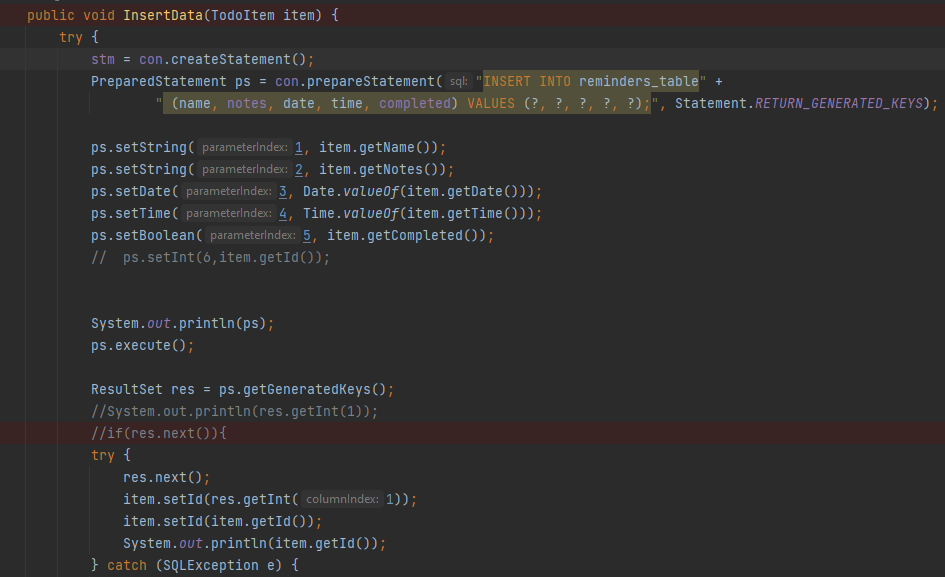 public void InsertData(TodoItem item) {
try {
stm = con.createStatement();
PreparedStatement ps = con.prepareStatement( sql: "INSERT INTO reminders_table" +
" (name, notes, date, time, completed) VALUES (?, ?, ?, ?, ?);", Statement.RETURN_GENERATED_KEYS);
ps.setString( parameterIndex: 1, item.getName());
ps.setString( parameterIndex: 2, item.getNotes());
ps.setDate( parameterIndex: 3, Date.valueOf(item.getDate()));
ps.setTime( parameterIndex: 4, Time.valueOf(item.getTime()));
ps.setBoolean( parameterIndex: 5, item.getCompleted());
//  ps.setInt(6,item.getId());
System.out.println(ps);
ps.execute();
ResultSet res = ps.getGeneratedKeys();
//System.out.println(res.getInt(1));
//if(res.next()){
try {
res.next();
item.setId(res.getInt( columnIndex: 1));
item.setId(item.getId());
System.out.println(item.getId());
} catch (SQLException e) {